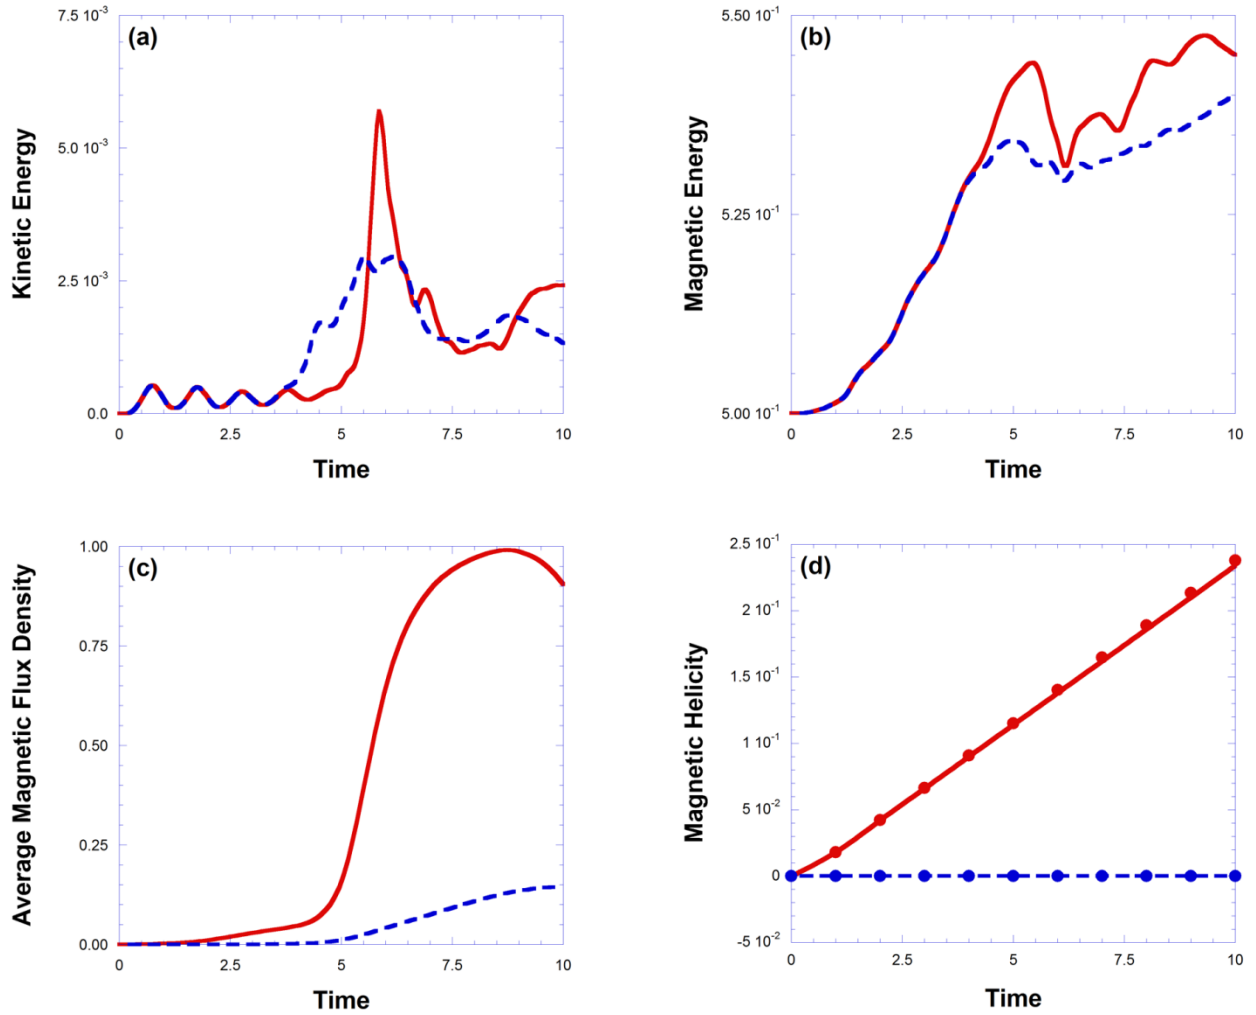 (a)
Kinetic Energy
7.5 10⁻³
5.0 10⁻³
2.5 10⁻³
0.0
0 2.5 5 7.5 10
Time
(b)
Magnetic Energy
5.50 10⁻¹
5.25 10⁻¹
5.00 10⁻¹
0 2.5 5 7.5 10
Time
(c)
Average Magnetic Flux Density
1.00
0.75
0.50
0.25
0.00
0 2.5 5 7.5 10
Time
(d)
Magnetic Helicity
2.5 10⁻¹
2 10⁻¹
1.5 10⁻¹
1 10⁻¹
5 10⁻²
0
-5 10⁻²
0 2.5 5 7.5 10
Time